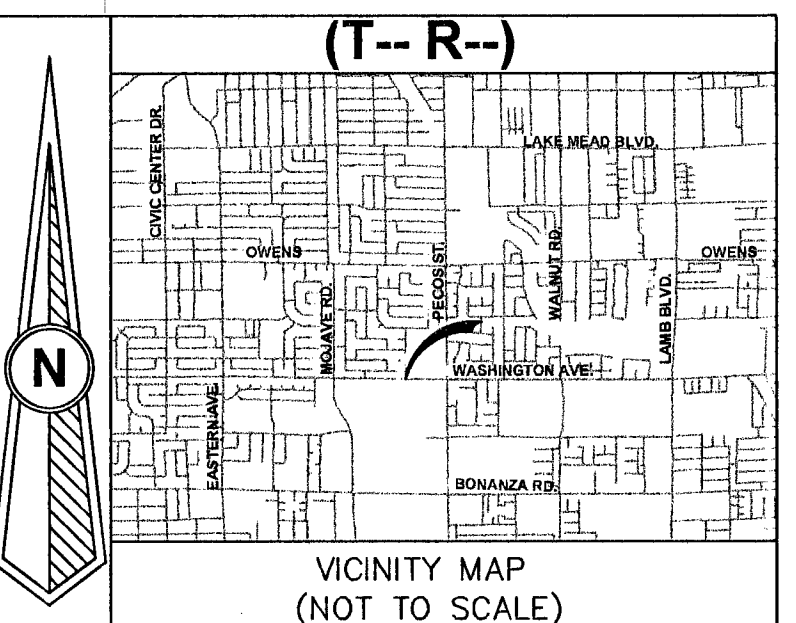 (T-- R--)
LAKE MEAD BLVD.
CIVIC CENTER DR.
OWENS
OWENS
PECOS ST.
WALNUT RD.
MOJAVE RD.
LAMB BLVD.
N
WASHINGTON AVE.
EASTERN AVE.
BONANZA RD.
VICINITY MAP
(NOT TO SCALE)